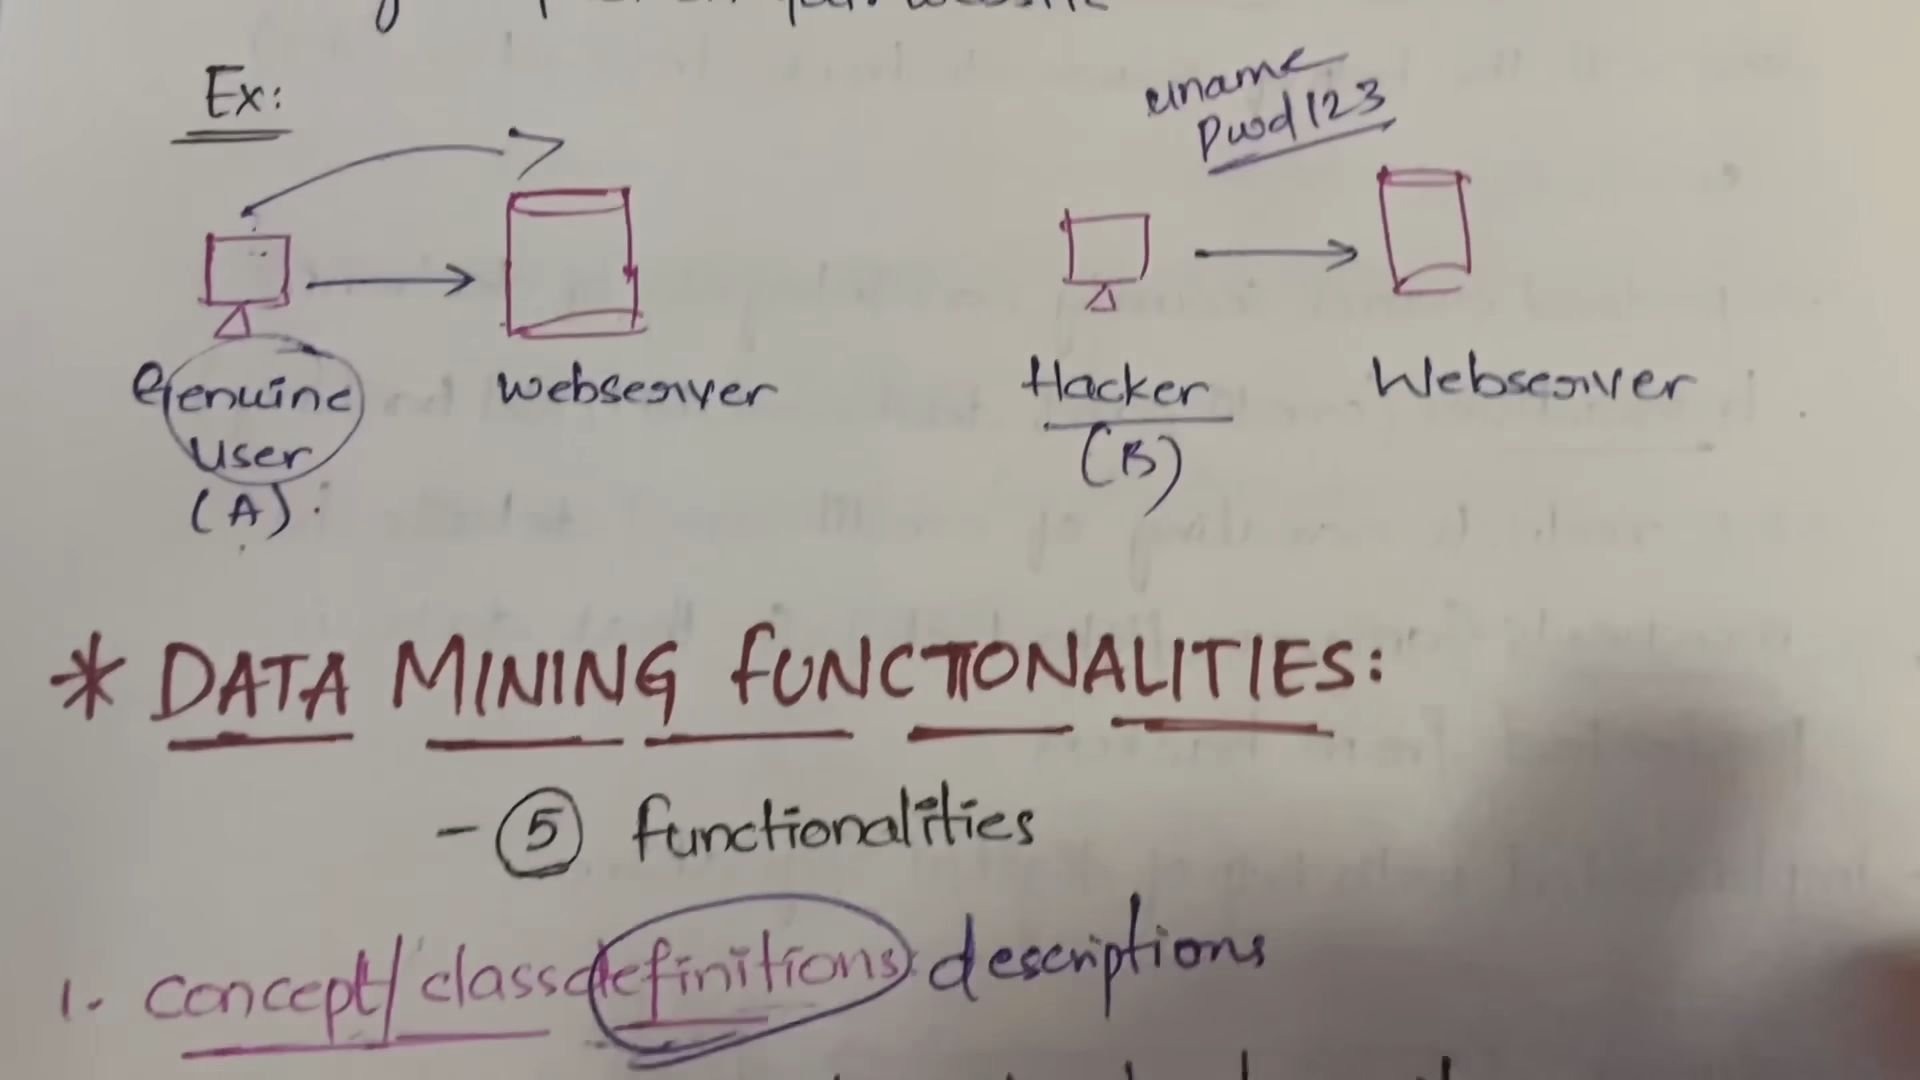 Ex:
uname
Pwd123
Genuine
User
(A)
webserver
Hacker
(B)
Webserver
* DATA MINING FUNCTIONALITIES:
- 5 functionalities
1. concept/class definitions descriptions